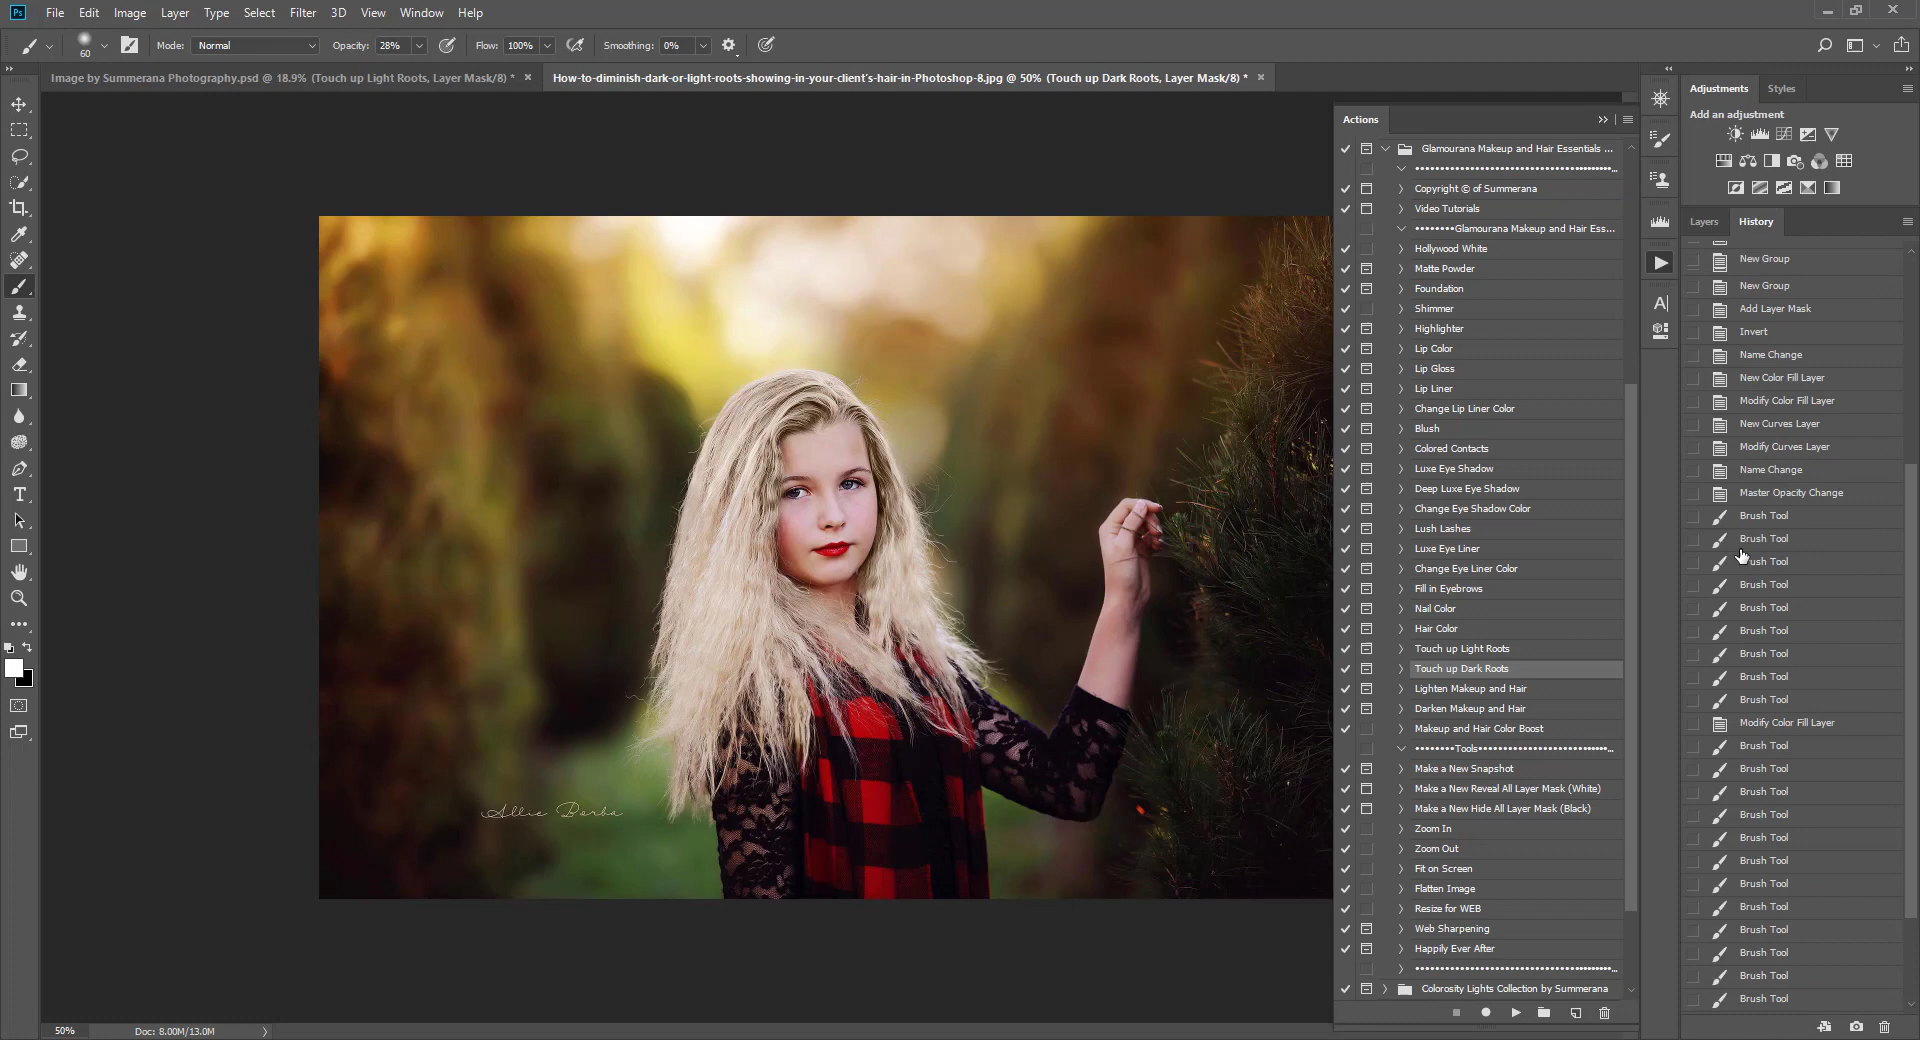 Ps File Edit Image Layer Type Select Filter 3D View Window Help
60 Mode: Normal Opacity: 28% Flow: 100% Smoothing: 0%
Image by Summerana Photography.psd @ 18.9% (Touch up Light Roots, Layer Mask/8) * × How-to-diminish-dark-or-light-roots-showing-in-your-client's-hair-in-Photoshop-8.jpg @ 50% (Touch up Dark Roots, Layer Mask/8) * ×
Actions
Glamourana Makeup and Hair Essentials ...
Copyright © of Summerana
Video Tutorials
••••••••Glamourana Makeup and Hair Ess...
Hollywood White
Matte Powder
Foundation
Shimmer
Highlighter
Lip Color
Lip Gloss
Lip Liner
Change Lip Liner Color
Blush
Colored Contacts
Luxe Eye Shadow
Deep Luxe Eye Shadow
Change Eye Shadow Color
Lush Lashes
Luxe Eye Liner
Change Eye Liner Color
Fill in Eyebrows
Nail Color
Hair Color
Touch up Light Roots
Touch up Dark Roots
Lighten Makeup and Hair
Darken Makeup and Hair
Makeup and Hair Color Boost
••••••••Tools••••••••••••••••••••••••••...
Make a New Snapshot
Make a New Reveal All Layer Mask (White)
Make a New Hide All Layer Mask (Black)
Zoom In
Zoom Out
Fit on Screen
Flatten Image
Resize for WEB
Web Sharpening
Happily Ever After
Colorosity Lights Collection by Summerana
Adjustments Styles
Add an adjustment
Layers History
New Group
New Group
Add Layer Mask
Invert
Name Change
New Color Fill Layer
Modify Color Fill Layer
New Curves Layer
Modify Curves Layer
Name Change
Master Opacity Change
Brush Tool
Brush Tool
Brush Tool
Brush Tool
Brush Tool
Brush Tool
Brush Tool
Brush Tool
Brush Tool
Modify Color Fill Layer
Brush Tool
Brush Tool
Brush Tool
Brush Tool
Brush Tool
Brush Tool
Brush Tool
Brush Tool
Brush Tool
Brush Tool
Brush Tool
Brush Tool
Allie Borba
50% Doc: 8.00M/13.0M